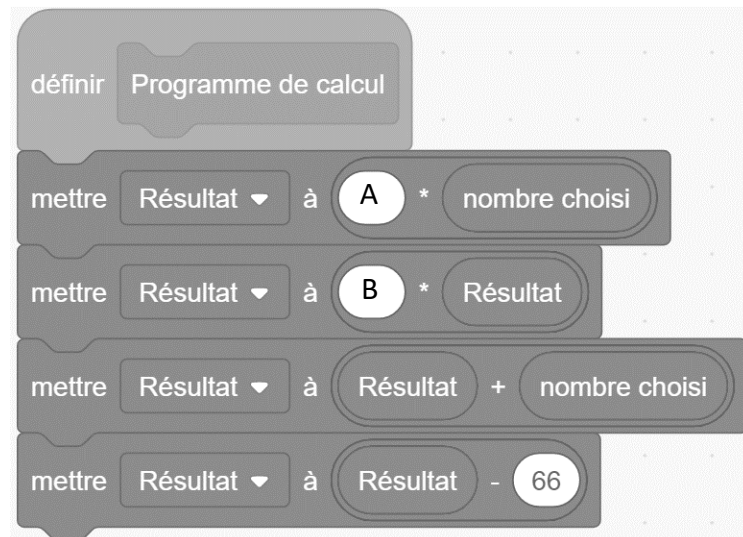 définir Programme de calcul
mettre Résultat à A * nombre choisi
mettre Résultat à B * Résultat
mettre Résultat à Résultat + nombre choisi
mettre Résultat à Résultat - 66